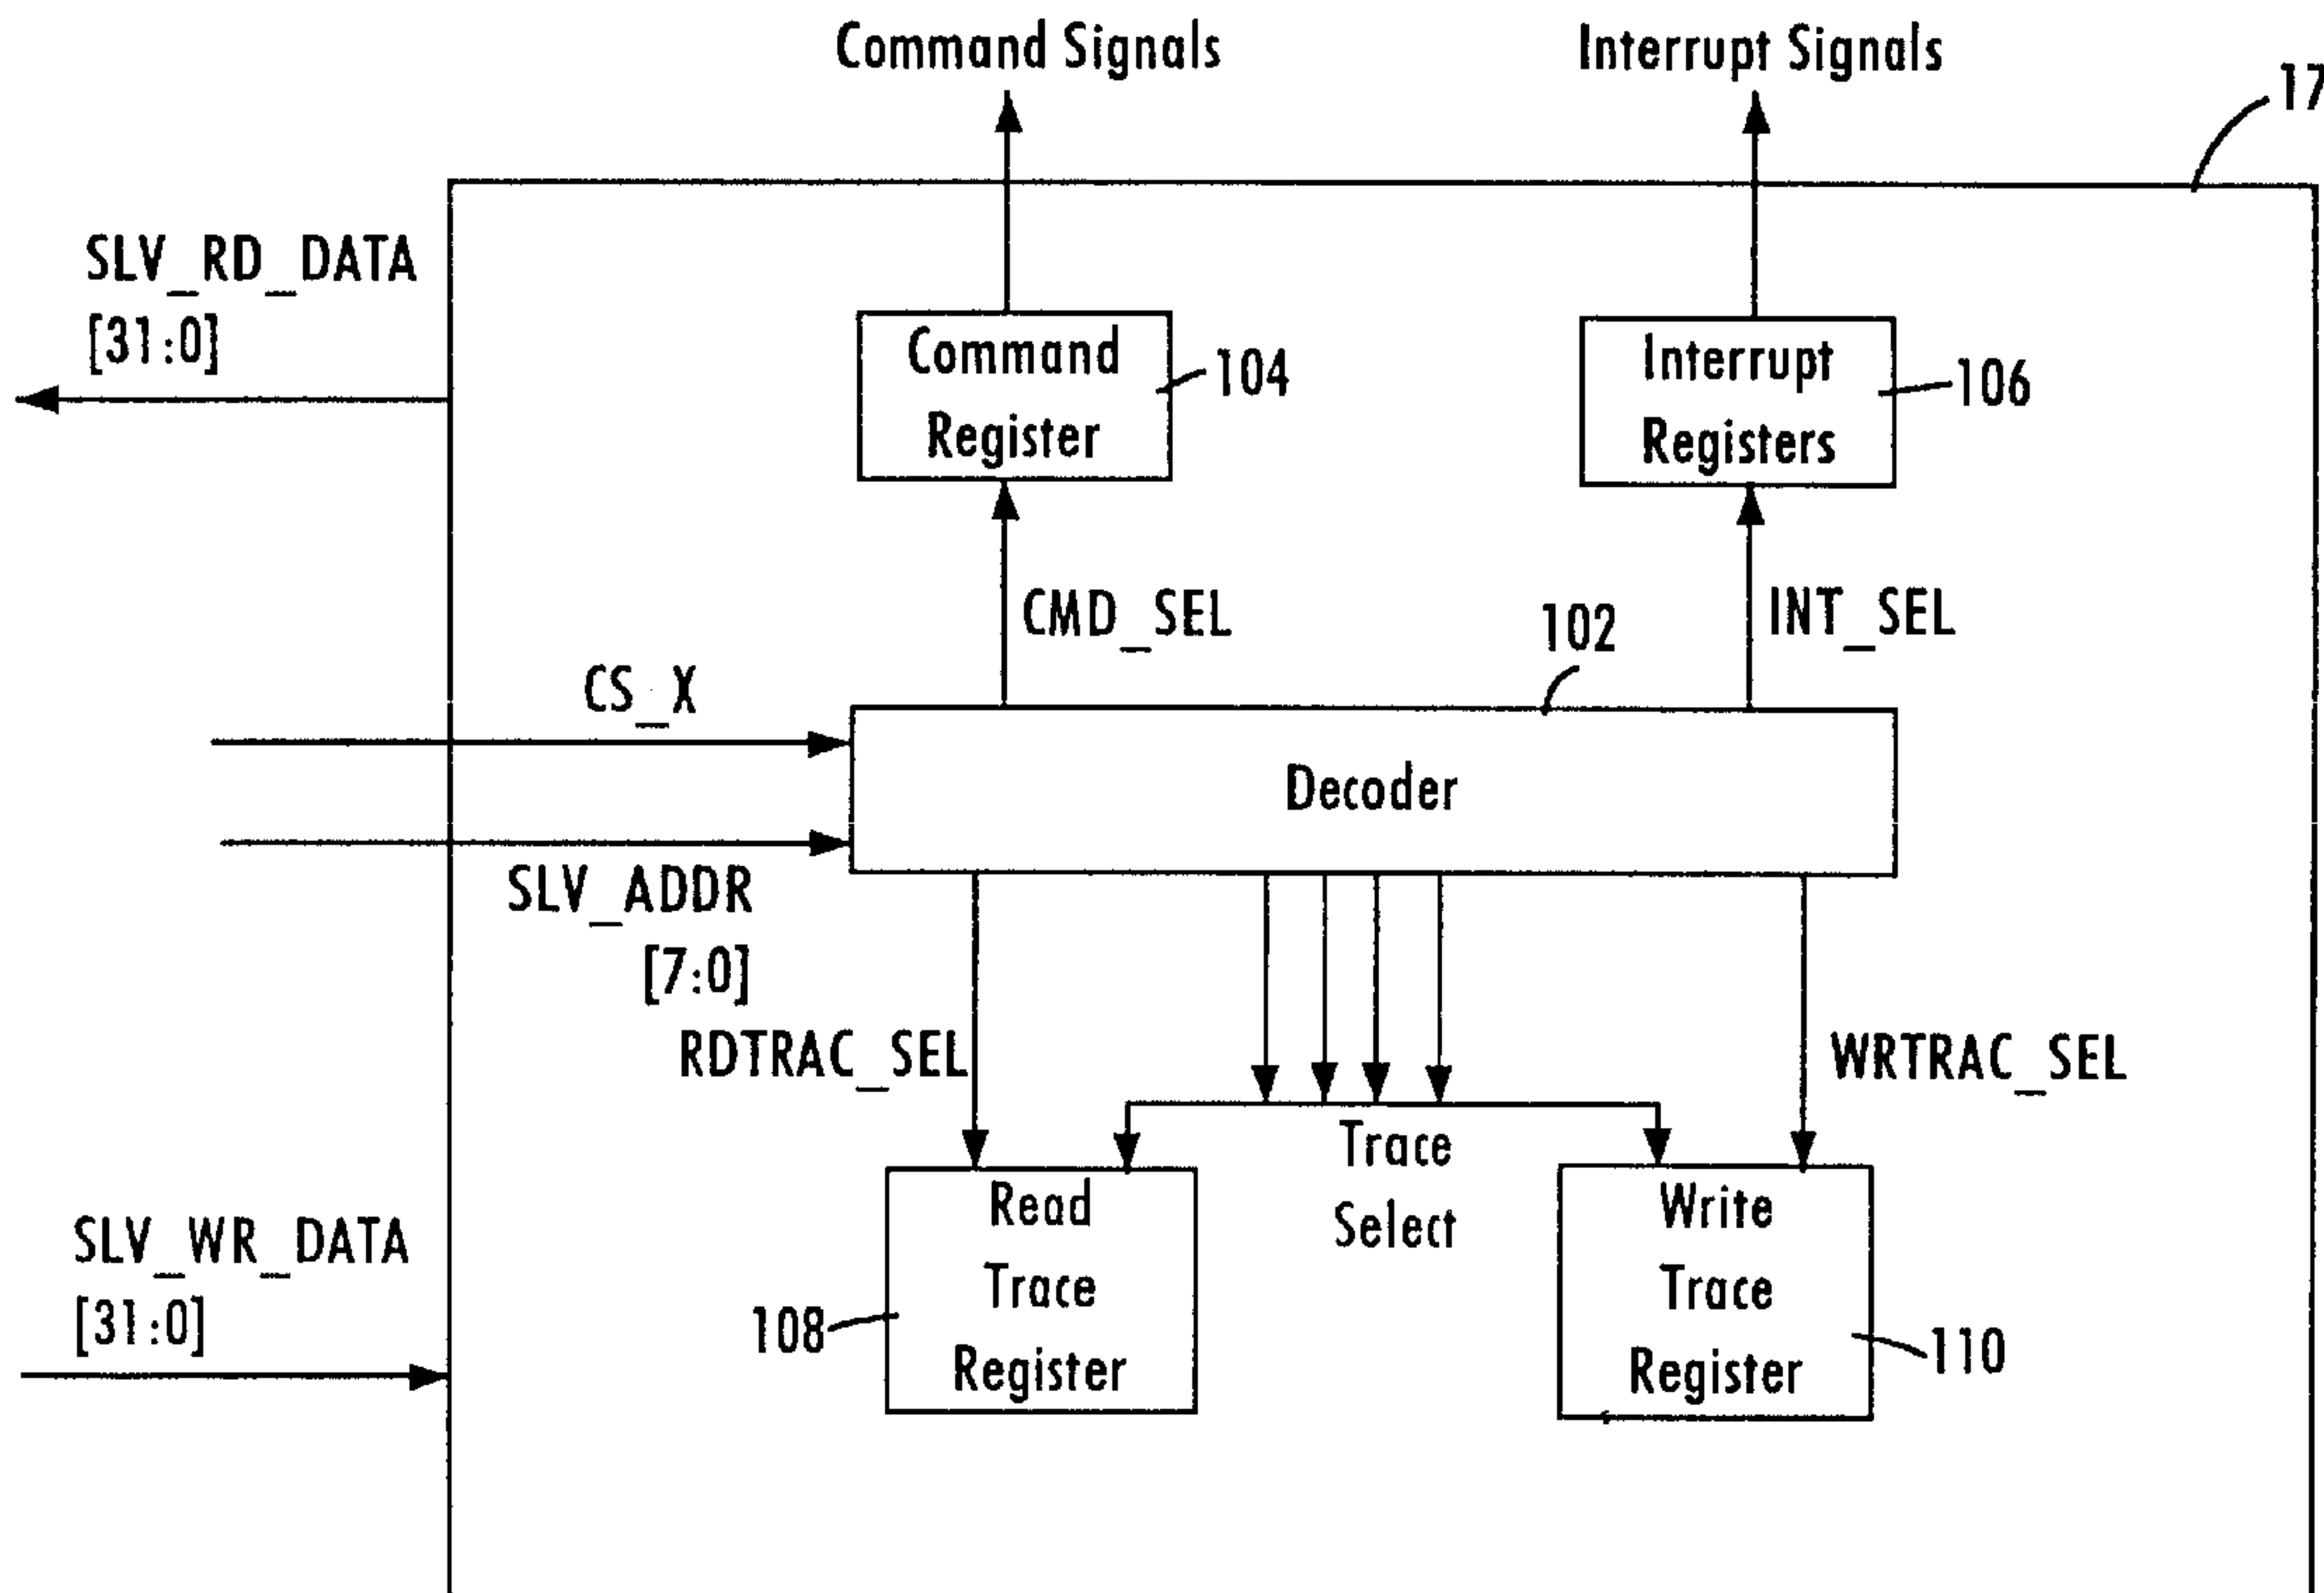 Command Signals
Interrupt Signals
17
SLV_RD_DATA
[31:0]
Command
Register
104
Interrupt
Registers
106
CMD_SEL
102
INT_SEL
CS_X
Decoder
SLV_ADDR
[7:0]
RDTRAC_SEL
WRTRAC_SEL
Trace
Select
Read
Trace
Register
108
Write
Trace
Register
110
SLV_WR_DATA
[31:0]